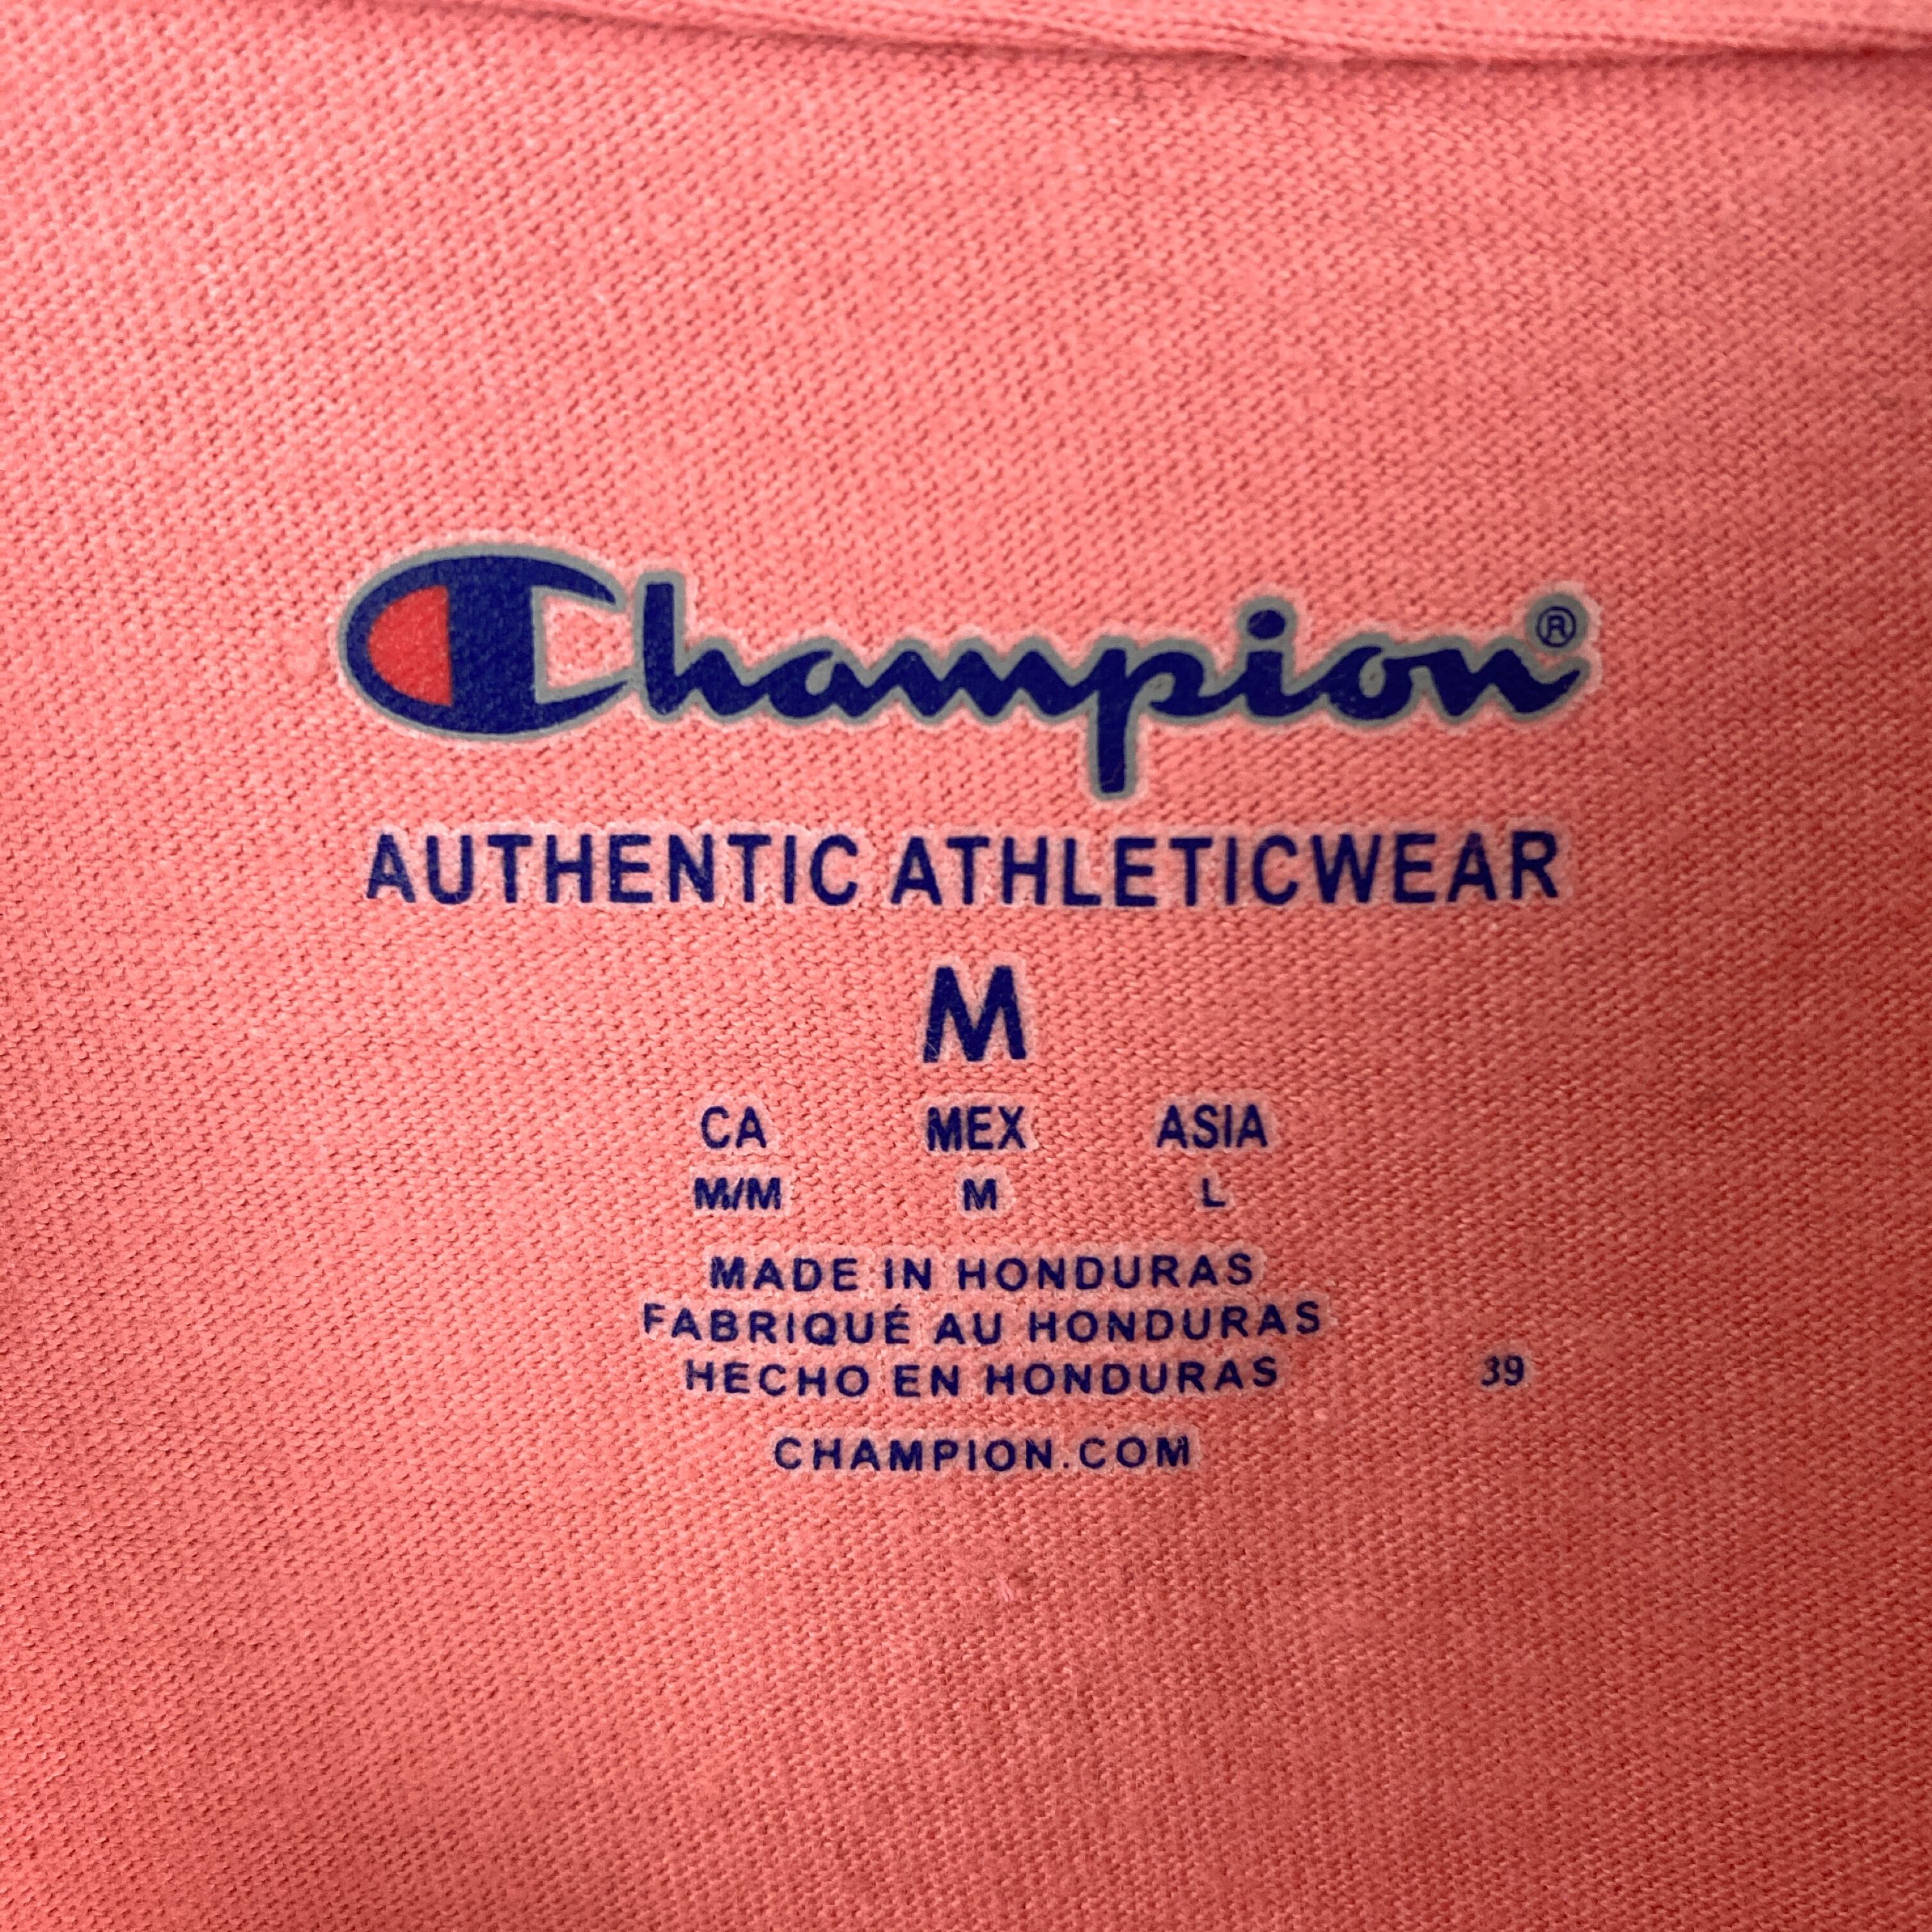 Champion®
AUTHENTIC ATHLETICWEAR
M
CA MEX ASIA
M/M M L
MADE IN HONDURAS
FABRIQUÉ AU HONDURAS
HECHO EN HONDURAS 39
CHAMPION.COM